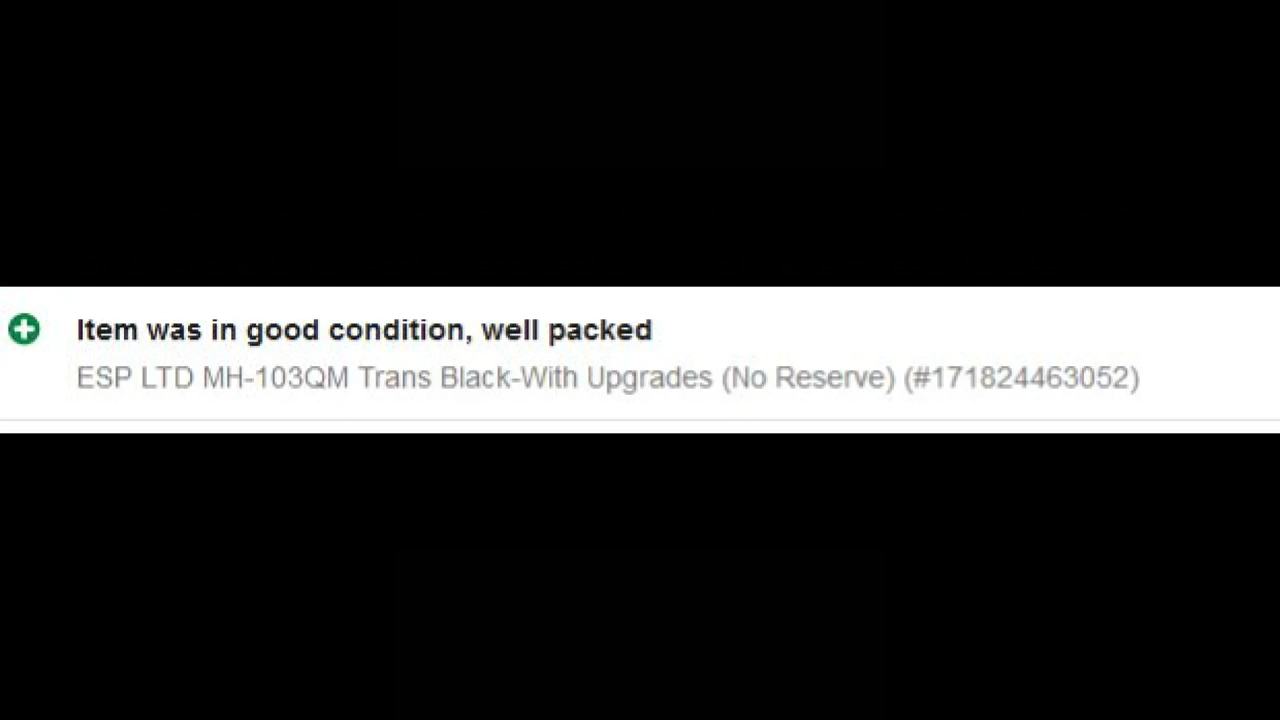 Item was in good condition, well packed
ESP LTD MH-103QM Trans Black-With Upgrades (No Reserve) (#171824463052)